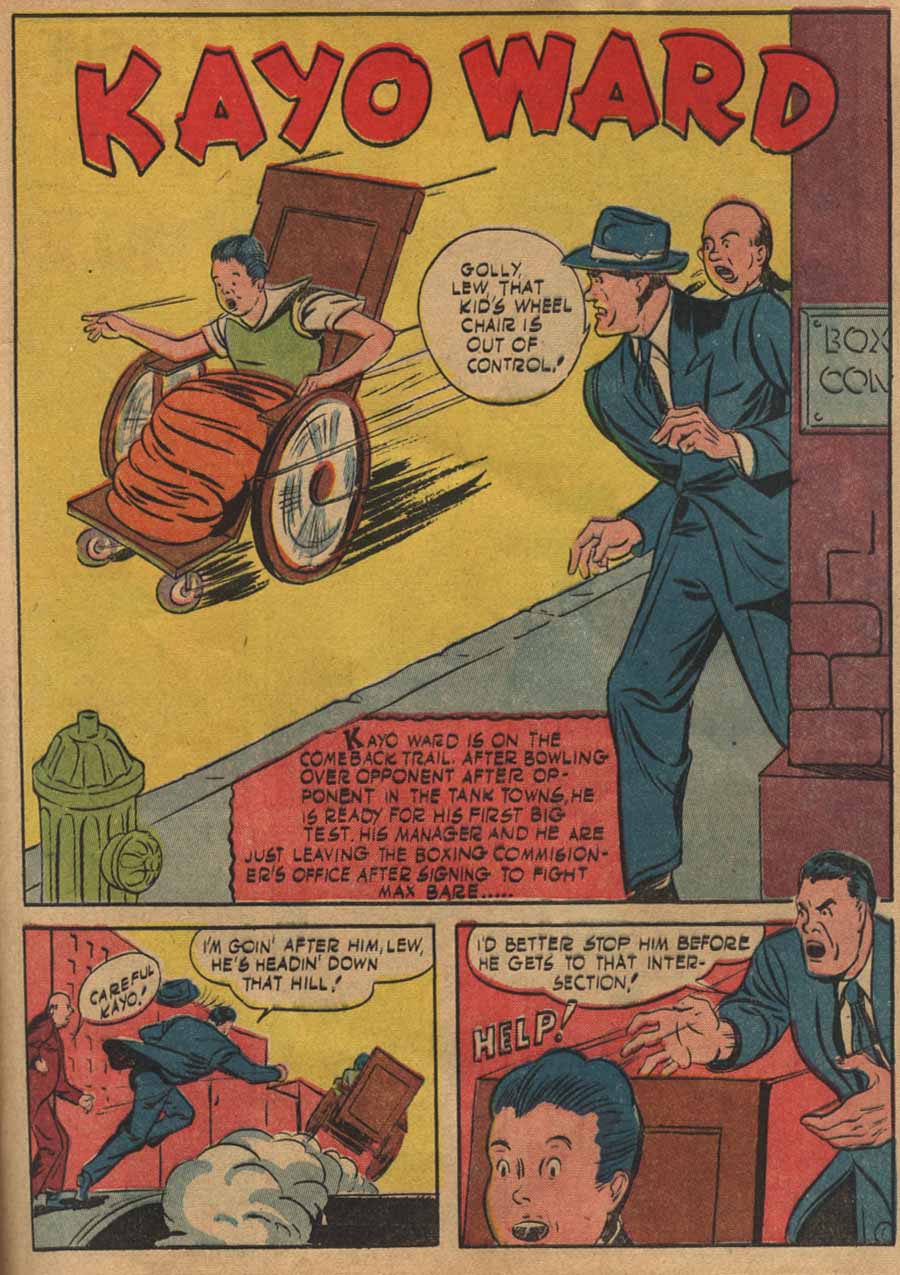 KAYO WARD
GOLLY,
LEW, THAT
KID'S WHEEL
CHAIR IS
OUT OF
CONTROL!
BOX
COM
KAYO WARD IS ON THE
COMEBACK TRAIL. AFTER BOWLING
OVER OPPONENT AFTER OP-
PONENT IN THE TANK TOWNS, HE
IS READY FOR HIS FIRST BIG
TEST. HIS MANAGER AND HE ARE
JUST LEAVING THE BOXING COMMISION-
ER'S OFFICE AFTER SIGNING TO FIGHT
MAX BARE.....
CAREFUL
KAYO!
I'M GOIN' AFTER HIM, LEW,
HE'S HEADIN' DOWN
THAT HILL!
I'D BETTER STOP HIM BEFORE
HE GETS TO THAT INTER-
SECTION!
HELP!